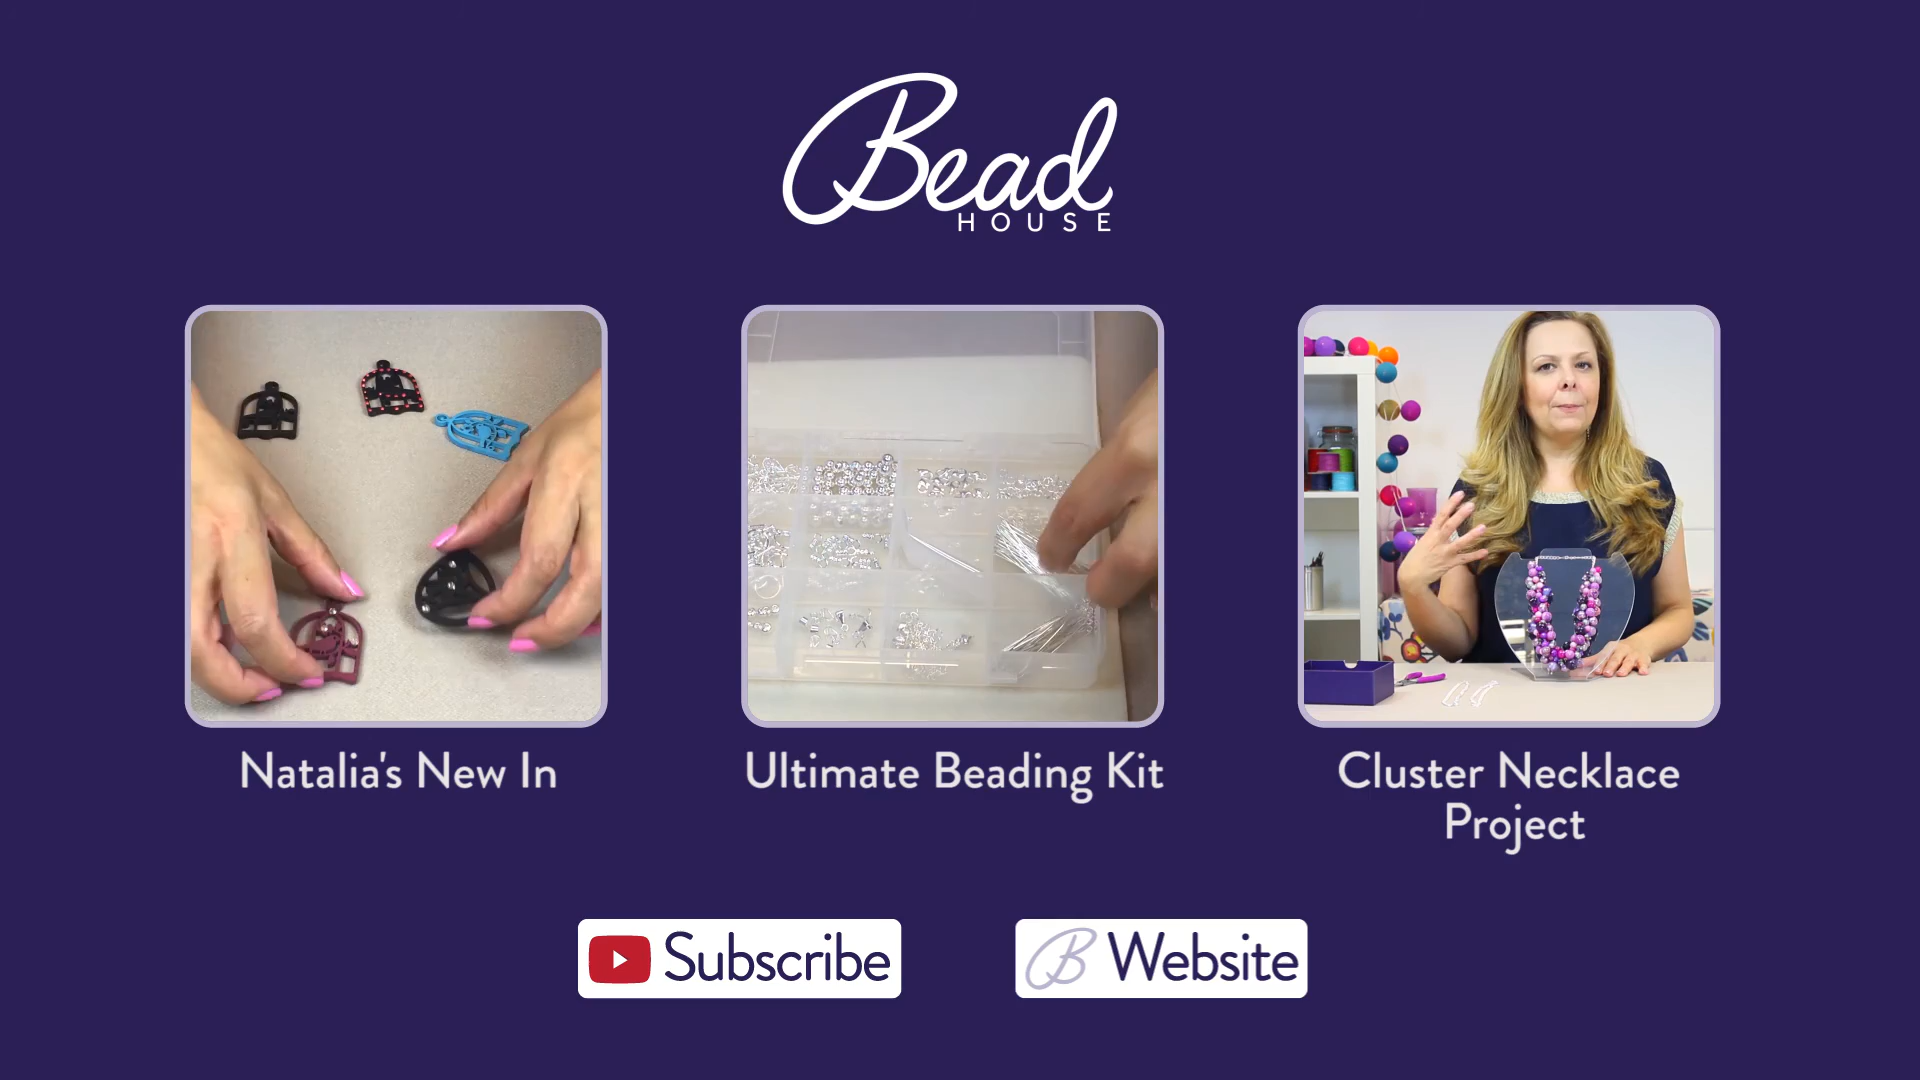 Bead
HOUSE
Natalia's New In
Ultimate Beading Kit
Cluster Necklace
Project
Subscribe
B Website